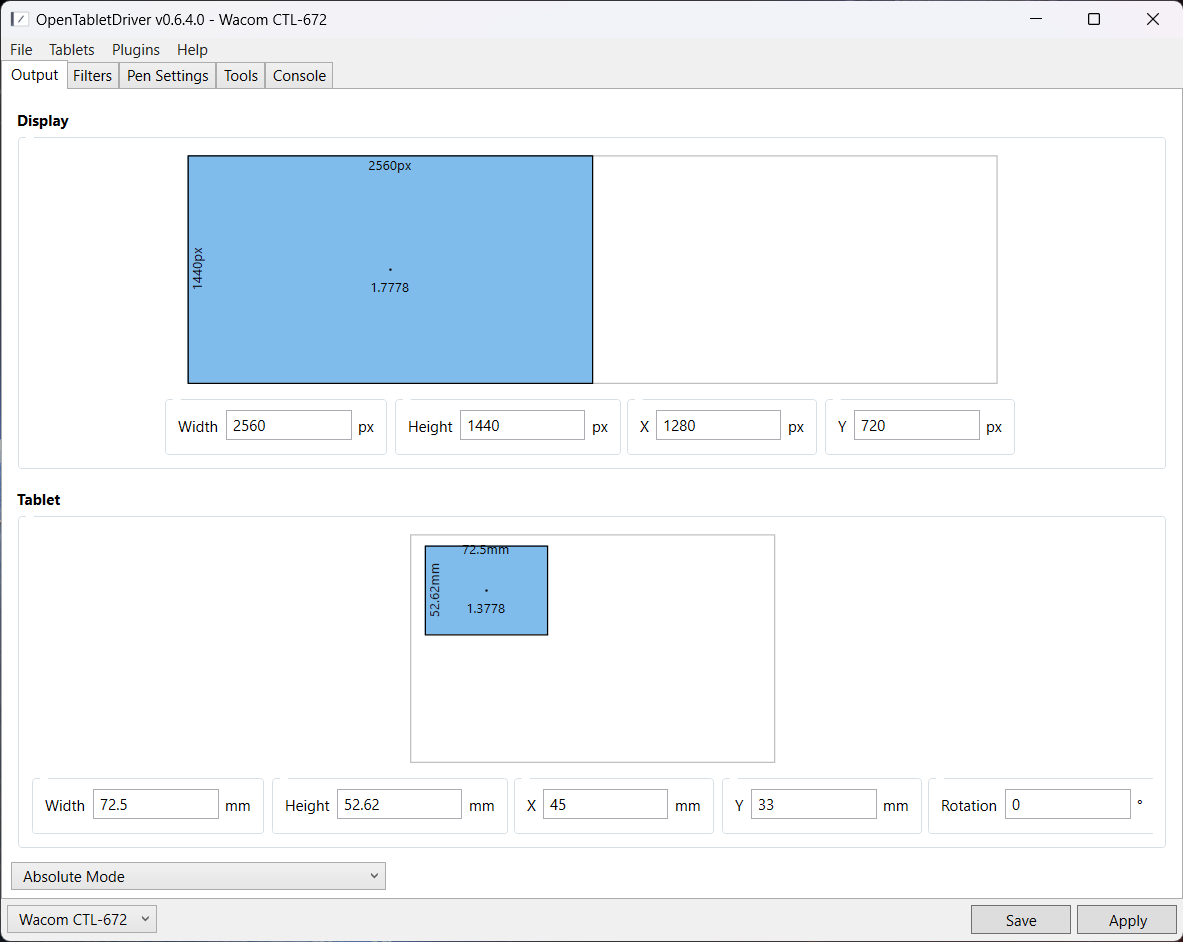 OpenTabletDriver v0.6.4.0 - Wacom CTL-672
File Tablets Plugins Help
Output Filters Pen Settings Tools Console
Display
2560px
1440px
1.7778
Width 2560 px Height 1440 px X 1280 px Y 720 px
Tablet
72.5mm
52.62mm
1.3778
Width 72.5 mm Height 52.62 mm X 45 mm Y 33 mm Rotation 0 °
Absolute Mode
Wacom CTL-672 Save Apply